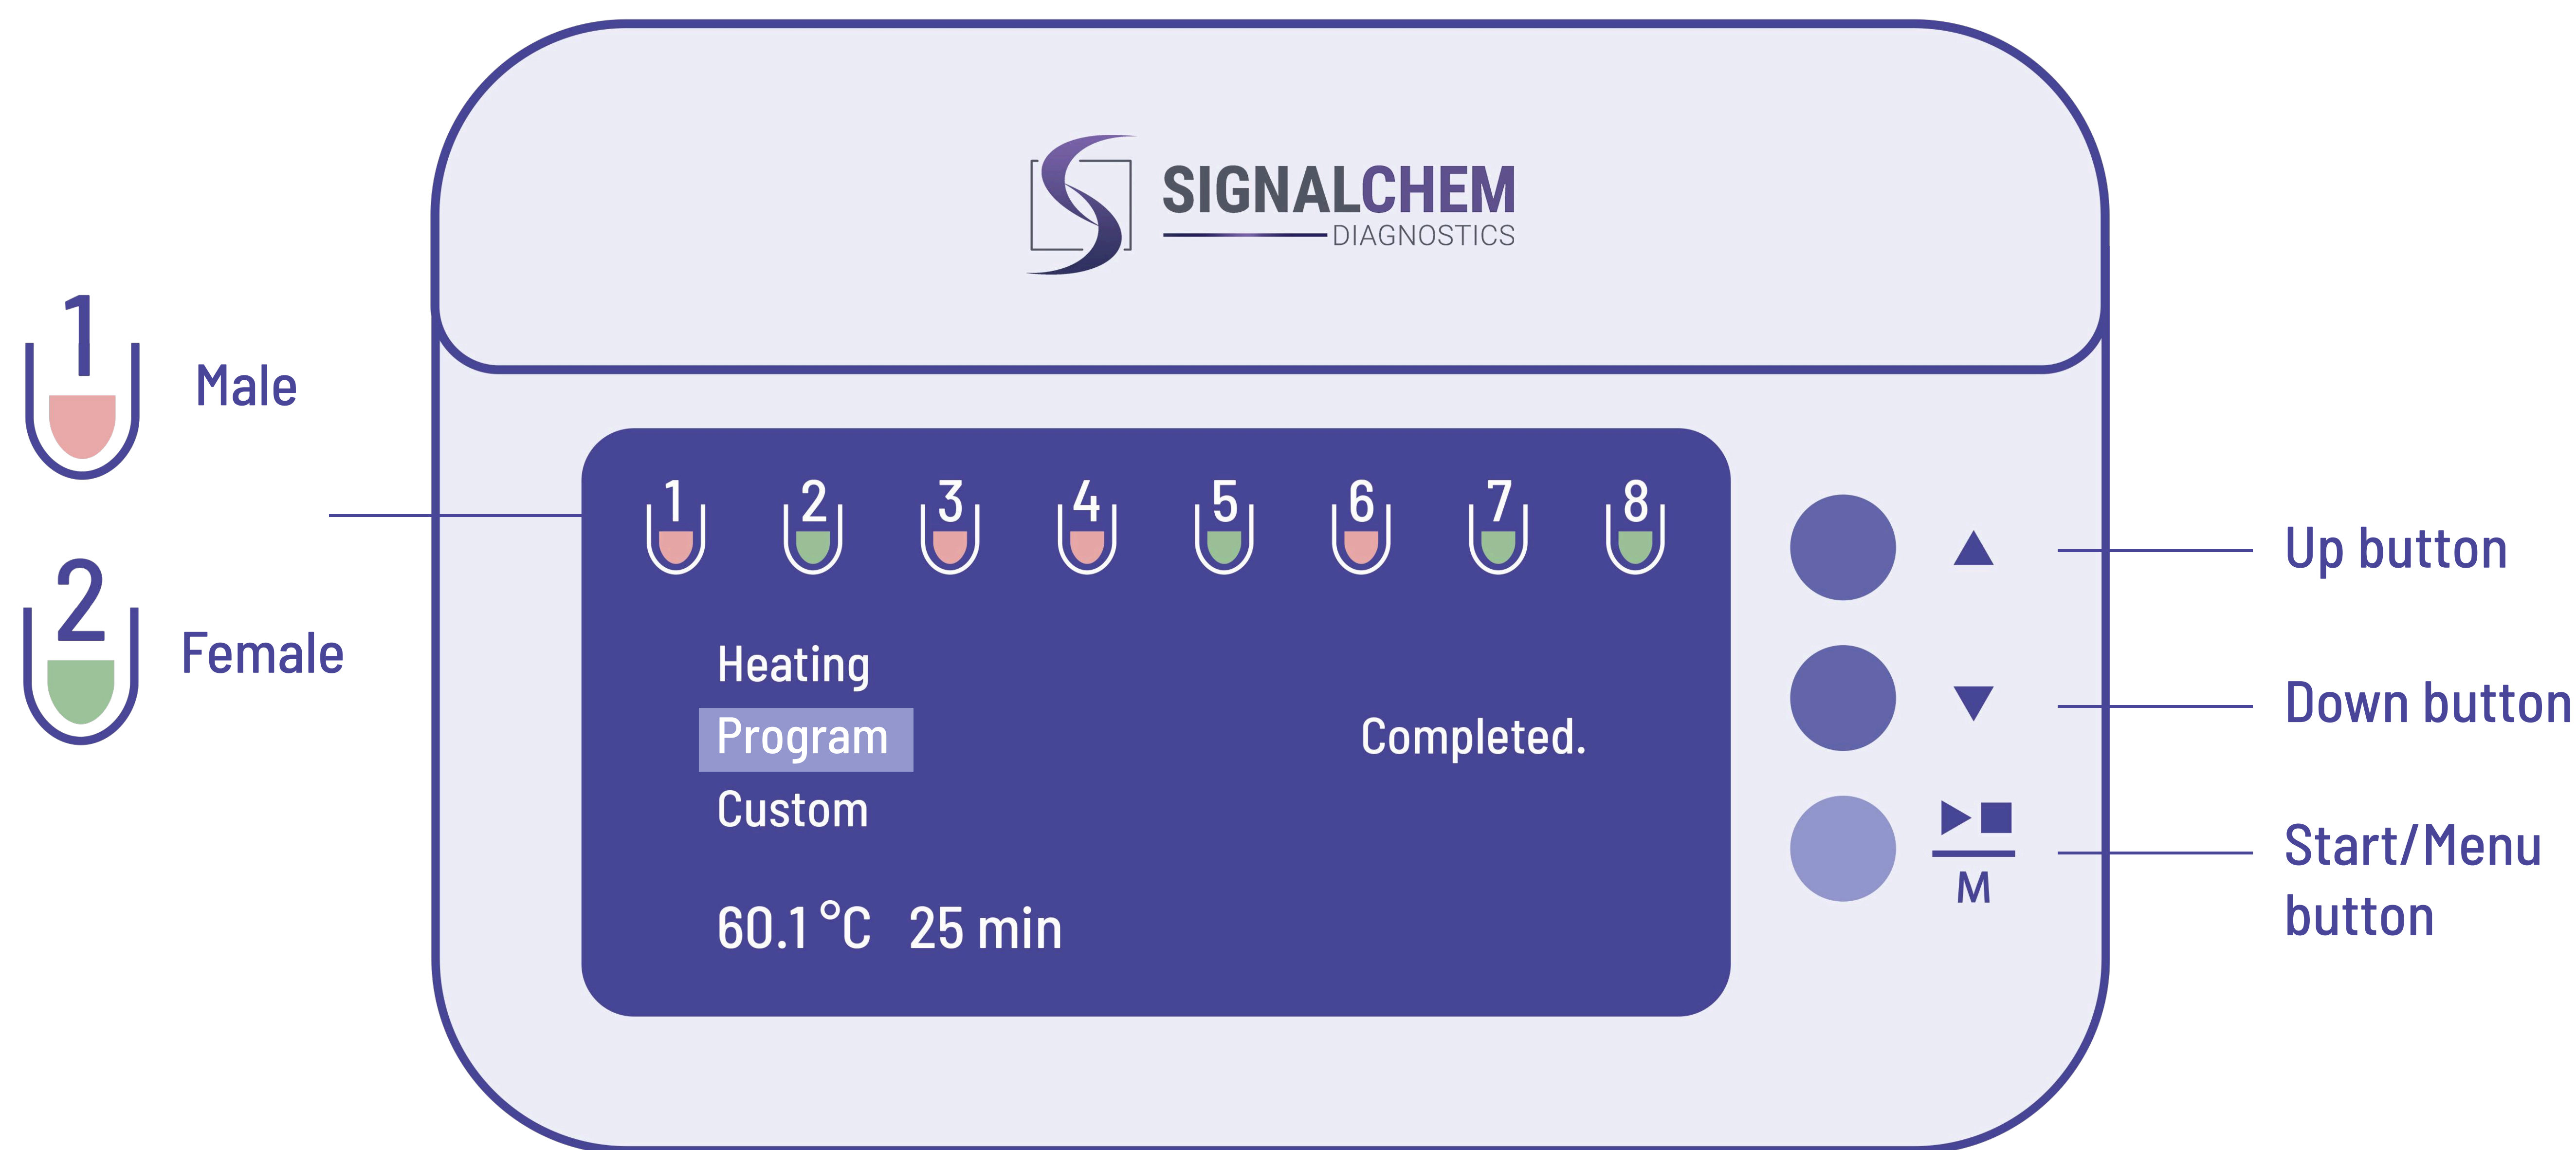 SIGNALCHEM
DIAGNOSTICS
1
Male
2
Female
1 2 3 4 5 6 7 8
Heating
Program Completed.
Custom
60.1 °C 25 min
M
Up button
Down button
Start/Menu
button